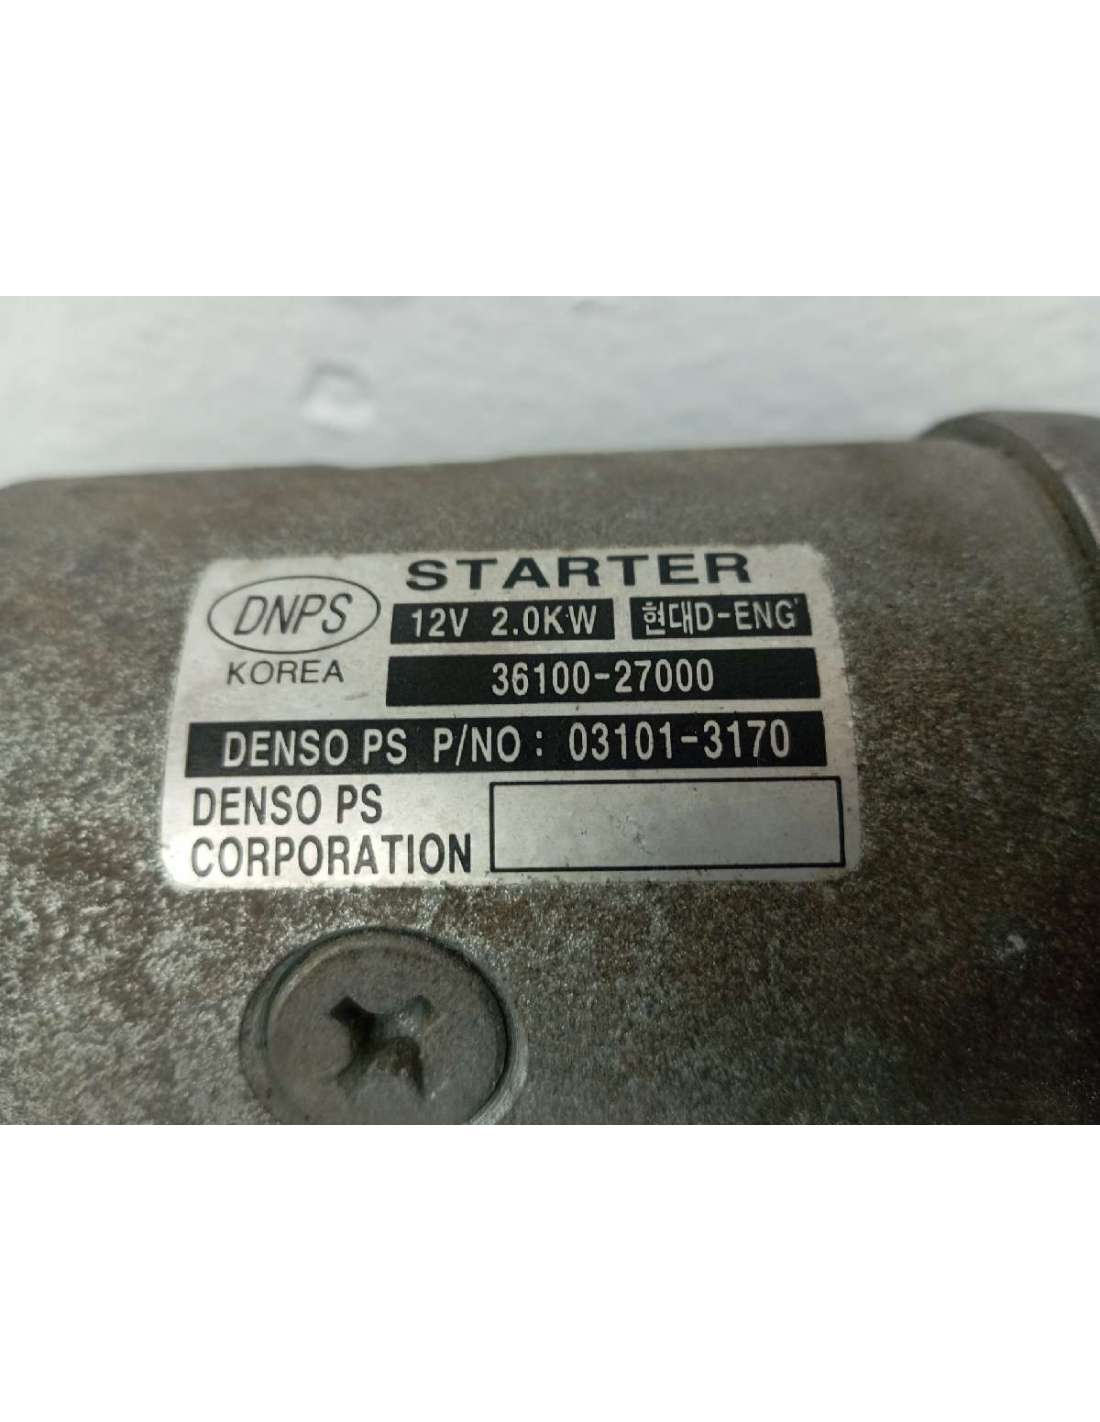 STARTER
DNPS
12V 2.0KW 현대D-ENG'
KOREA
36100-27000
DENSO PS P/NO: 03101-3170
DENSO PS
CORPORATION